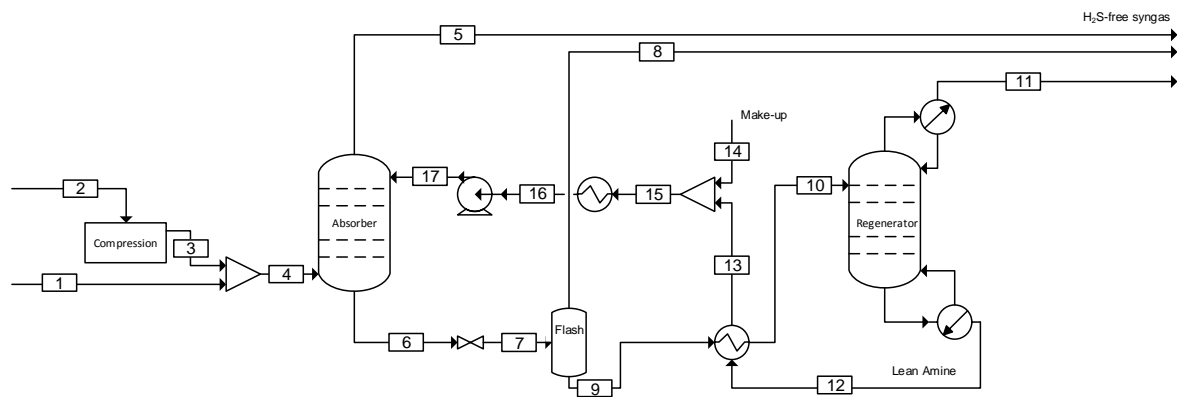 H₂S-free syngas
5
8
11
Make-up
14
2
17
16
15
10
Absorber
Regenerator
Compression
3
4
13
1
Flash
6
7
Lean Amine
9
12